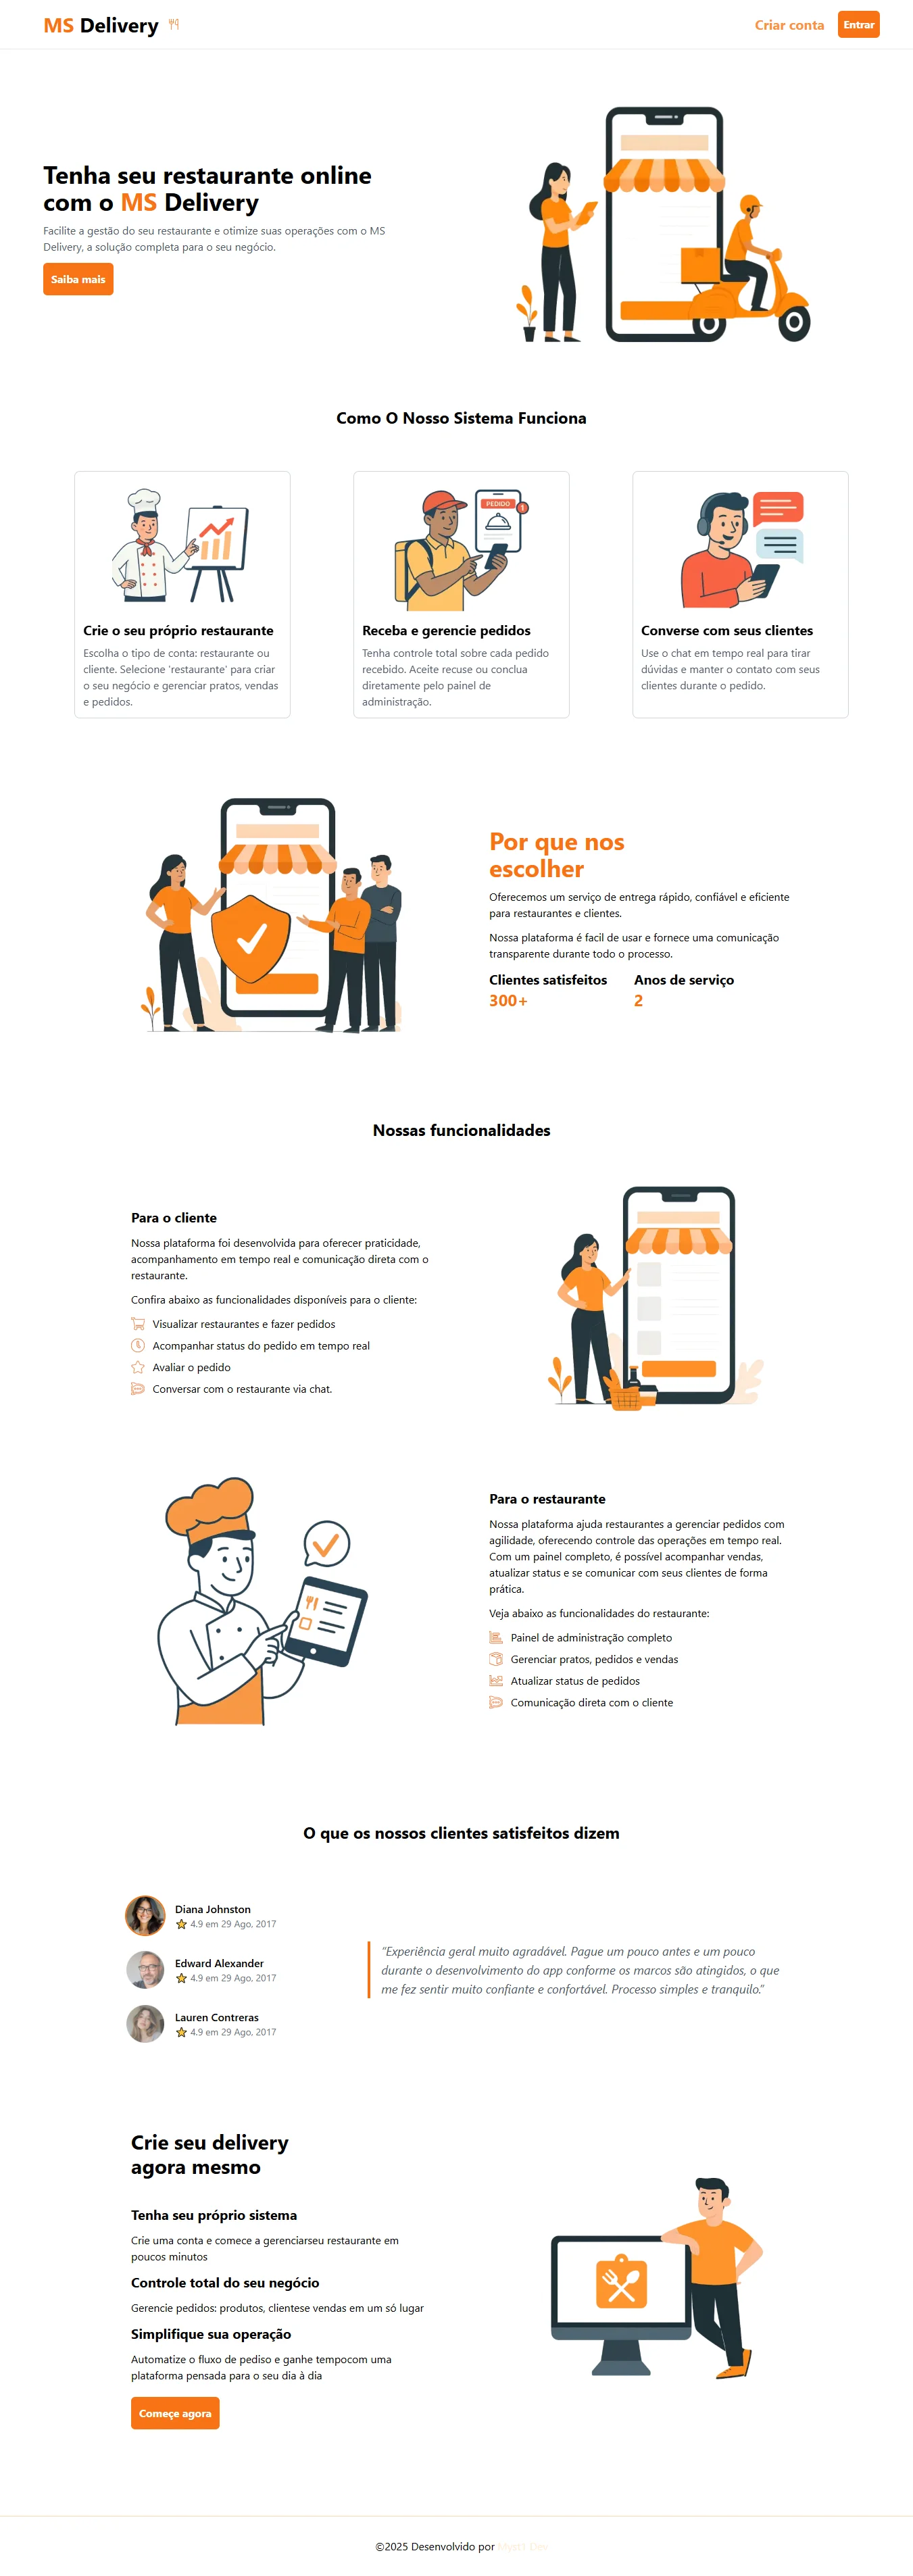 MS Delivery
Criar conta
Entrar
Tenha seu restaurante online
com o MS Delivery
Facilite a gestão do seu restaurante e otimize suas operações com o MS
Delivery, a solução completa para o seu negócio.
Saiba mais
Como O Nosso Sistema Funciona
PEDIDO
1
Crie o seu próprio restaurante
Escolha o tipo de conta: restaurante ou
cliente. Selecione 'restaurante' para criar
o seu negócio e gerenciar pratos, vendas
e pedidos.
Receba e gerencie pedidos
Tenha controle total sobre cada pedido
recebido. Aceite recuse ou conclua
diretamente pelo painel de
administração.
Converse com seus clientes
Use o chat em tempo real para tirar
dúvidas e manter o contato com seus
clientes durante o pedido.
Por que nos
escolher
Oferecemos um serviço de entrega rápido, confiável e eficiente
para restaurantes e clientes.
Nossa plataforma é facil de usar e fornece uma comunicação
transparente durante todo o processo.
Clientes satisfeitos
300+
Anos de serviço
2
Nossas funcionalidades
Para o cliente
Nossa plataforma foi desenvolvida para oferecer praticidade,
acompanhamento em tempo real e comunicação direta com o
restaurante.
Confira abaixo as funcionalidades disponíveis para o cliente:
Visualizar restaurantes e fazer pedidos
Acompanhar status do pedido em tempo real
Avaliar o pedido
Conversar com o restaurante via chat.
Para o restaurante
Nossa plataforma ajuda restaurantes a gerenciar pedidos com
agilidade, oferecendo controle das operações em tempo real.
Com um painel completo, é possível acompanhar vendas,
atualizar status e se comunicar com seus clientes de forma
prática.
Veja abaixo as funcionalidades do restaurante:
Painel de administração completo
Gerenciar pratos, pedidos e vendas
Atualizar status de pedidos
Comunicação direta com o cliente
O que os nossos clientes satisfeitos dizem
Diana Johnston
4.9 em 29 Ago, 2017
Edward Alexander
4.9 em 29 Ago, 2017
Lauren Contreras
4.9 em 29 Ago, 2017
“Experiência geral muito agradável. Pague um pouco antes e um pouco
durante o desenvolvimento do app conforme os marcos são atingidos, o que
me fez sentir muito confiante e confortável. Processo simples e tranquilo.”
Crie seu delivery
agora mesmo
Tenha seu próprio sistema
Crie uma conta e comece a gerenciarseu restaurante em
poucos minutos
Controle total do seu negócio
Gerencie pedidos: produtos, clientese vendas em um só lugar
Simplifique sua operação
Automatize o fluxo de pediso e ganhe tempocom uma
plataforma pensada para o seu dia à dia
Começe agora
©2025 Desenvolvido por